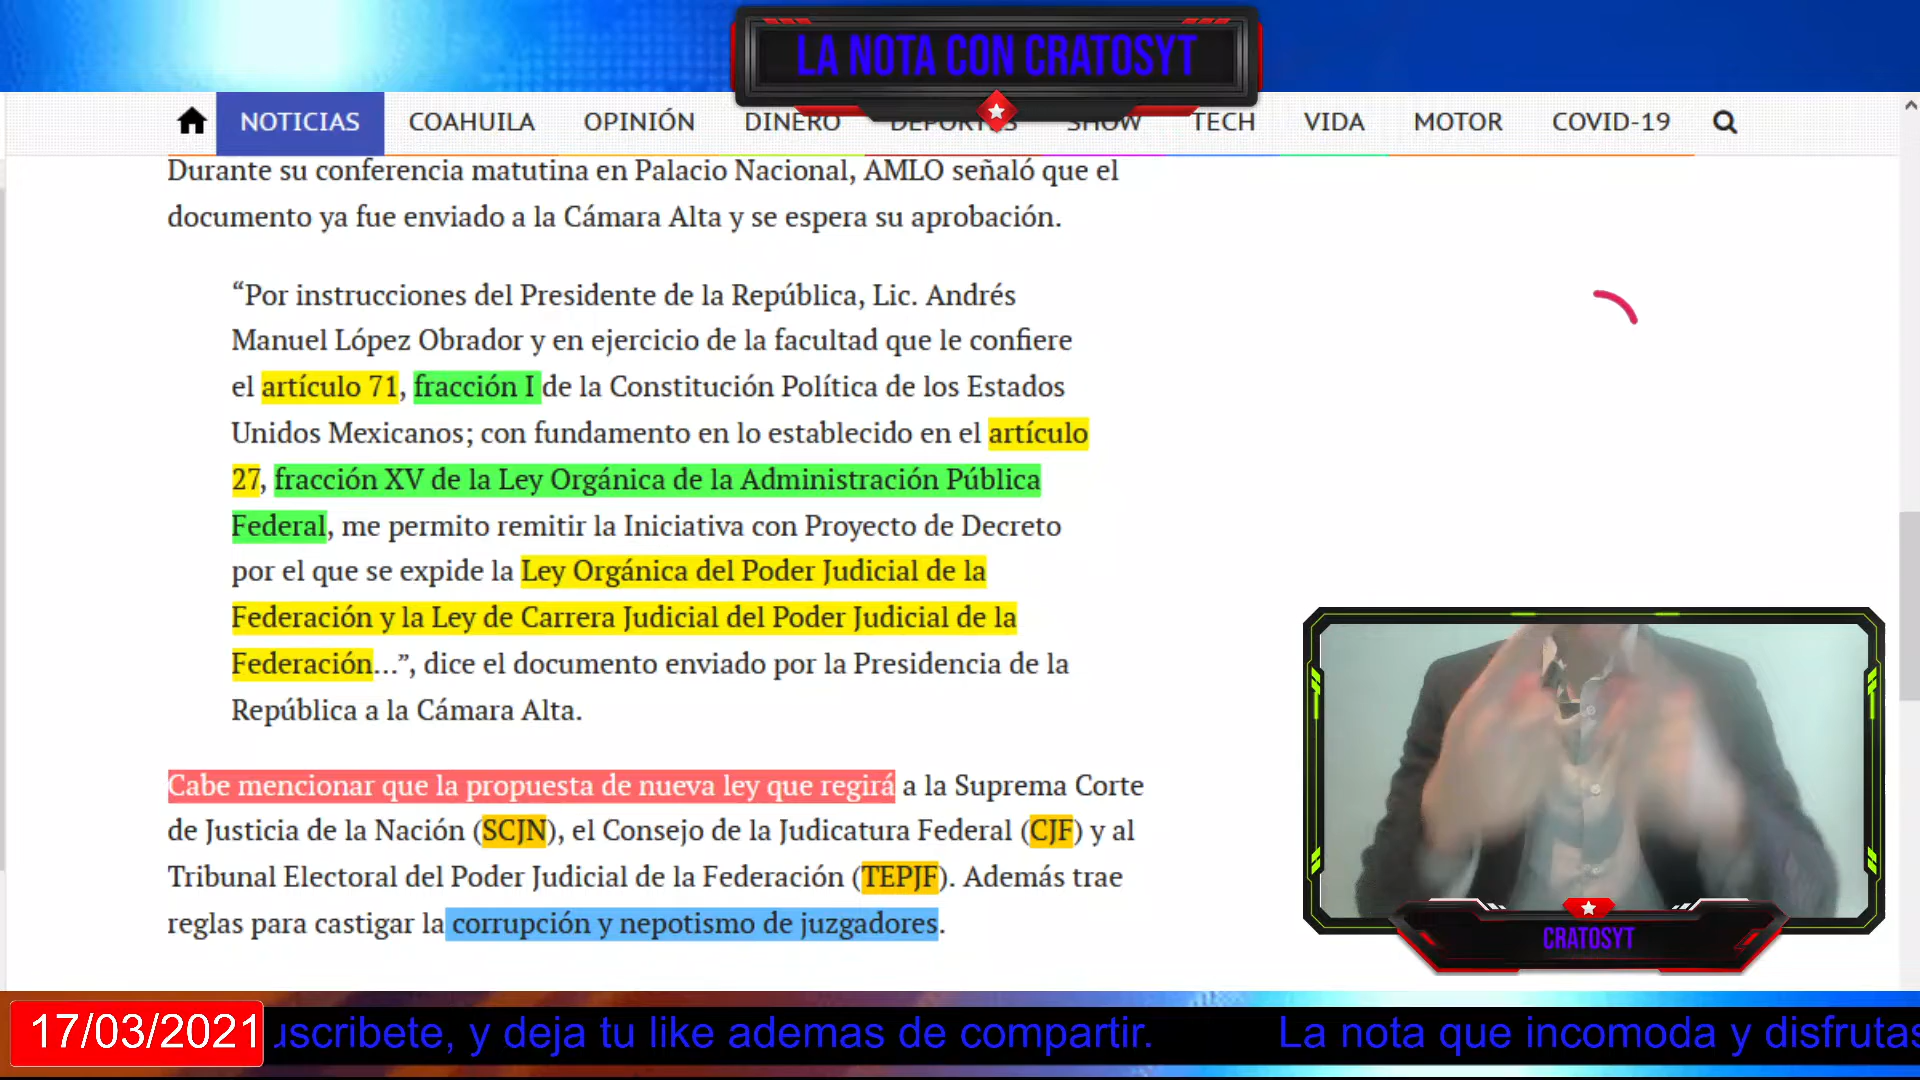 LA NOTA CON CRATOSYT
NOTICIAS COAHUILA OPINIÓN DINERO DEPORTES SHOW TECH VIDA MOTOR COVID-19
Durante su conferencia matutina en Palacio Nacional, AMLO señaló que el
documento ya fue enviado a la Cámara Alta y se espera su aprobación.
“Por instrucciones del Presidente de la República, Lic. Andrés
Manuel López Obrador y en ejercicio de la facultad que le confiere
el artículo 71, fracción I de la Constitución Política de los Estados
Unidos Mexicanos; con fundamento en lo establecido en el artículo
27, fracción XV de la Ley Orgánica de la Administración Pública
Federal, me permito remitir la Iniciativa con Proyecto de Decreto
por el que se expide la Ley Orgánica del Poder Judicial de la
Federación y la Ley de Carrera Judicial del Poder Judicial de la
Federación…”, dice el documento enviado por la Presidencia de la
República a la Cámara Alta.
Cabe mencionar que la propuesta de nueva ley que regirá a la Suprema Corte
de Justicia de la Nación (SCJN), el Consejo de la Judicatura Federal (CJF) y al
Tribunal Electoral del Poder Judicial de la Federación (TEPJF). Además trae
reglas para castigar la corrupción y nepotismo de juzgadores.
CRATOSYT
17/03/2021 uscribete, y deja tu like ademas de compartir. La nota que incomoda y disfrutas